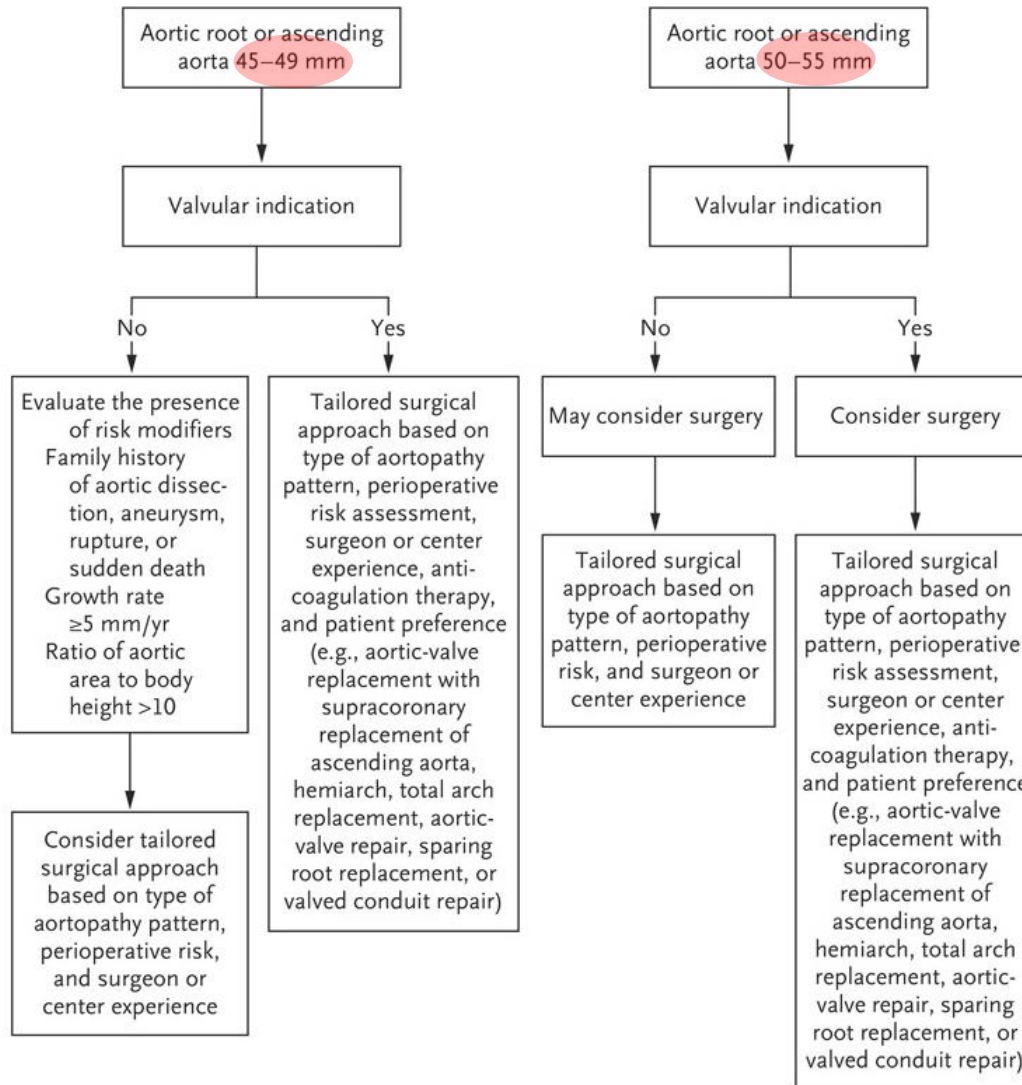 Aortic root or ascending
aorta 45–49 mm
Valvular indication
No
Yes
Evaluate the presence
of risk modifiers
Family history
of aortic dissec-
tion, aneurysm,
rupture, or
sudden death
Growth rate
≥5 mm/yr
Ratio of aortic
area to body
height >10
Consider tailored
surgical approach
based on type of
aortopathy pattern,
perioperative risk,
and surgeon or
center experience
Tailored surgical
approach based on
type of aortopathy
pattern, perioperative
risk assessment,
surgeon or center
experience, anti-
coagulation therapy,
and patient preference
(e.g., aortic-valve
replacement with
supracoronary
replacement of
ascending aorta,
hemiarch, total arch
replacement, aortic-
valve repair, sparing
root replacement, or
valved conduit repair)
Aortic root or ascending
aorta 50–55 mm
Valvular indication
No
Yes
May consider surgery
Tailored surgical
approach based on
type of aortopathy
pattern, perioperative
risk, and surgeon or
center experience
Consider surgery
Tailored surgical
approach based on
type of aortopathy
pattern, perioperative
risk assessment,
surgeon or center
experience, anti-
coagulation therapy,
and patient preference
(e.g., aortic-valve
replacement with
supracoronary
replacement of
ascending aorta,
hemiarch, total arch
replacement, aortic-
valve repair, sparing
root replacement, or
valved conduit repair)